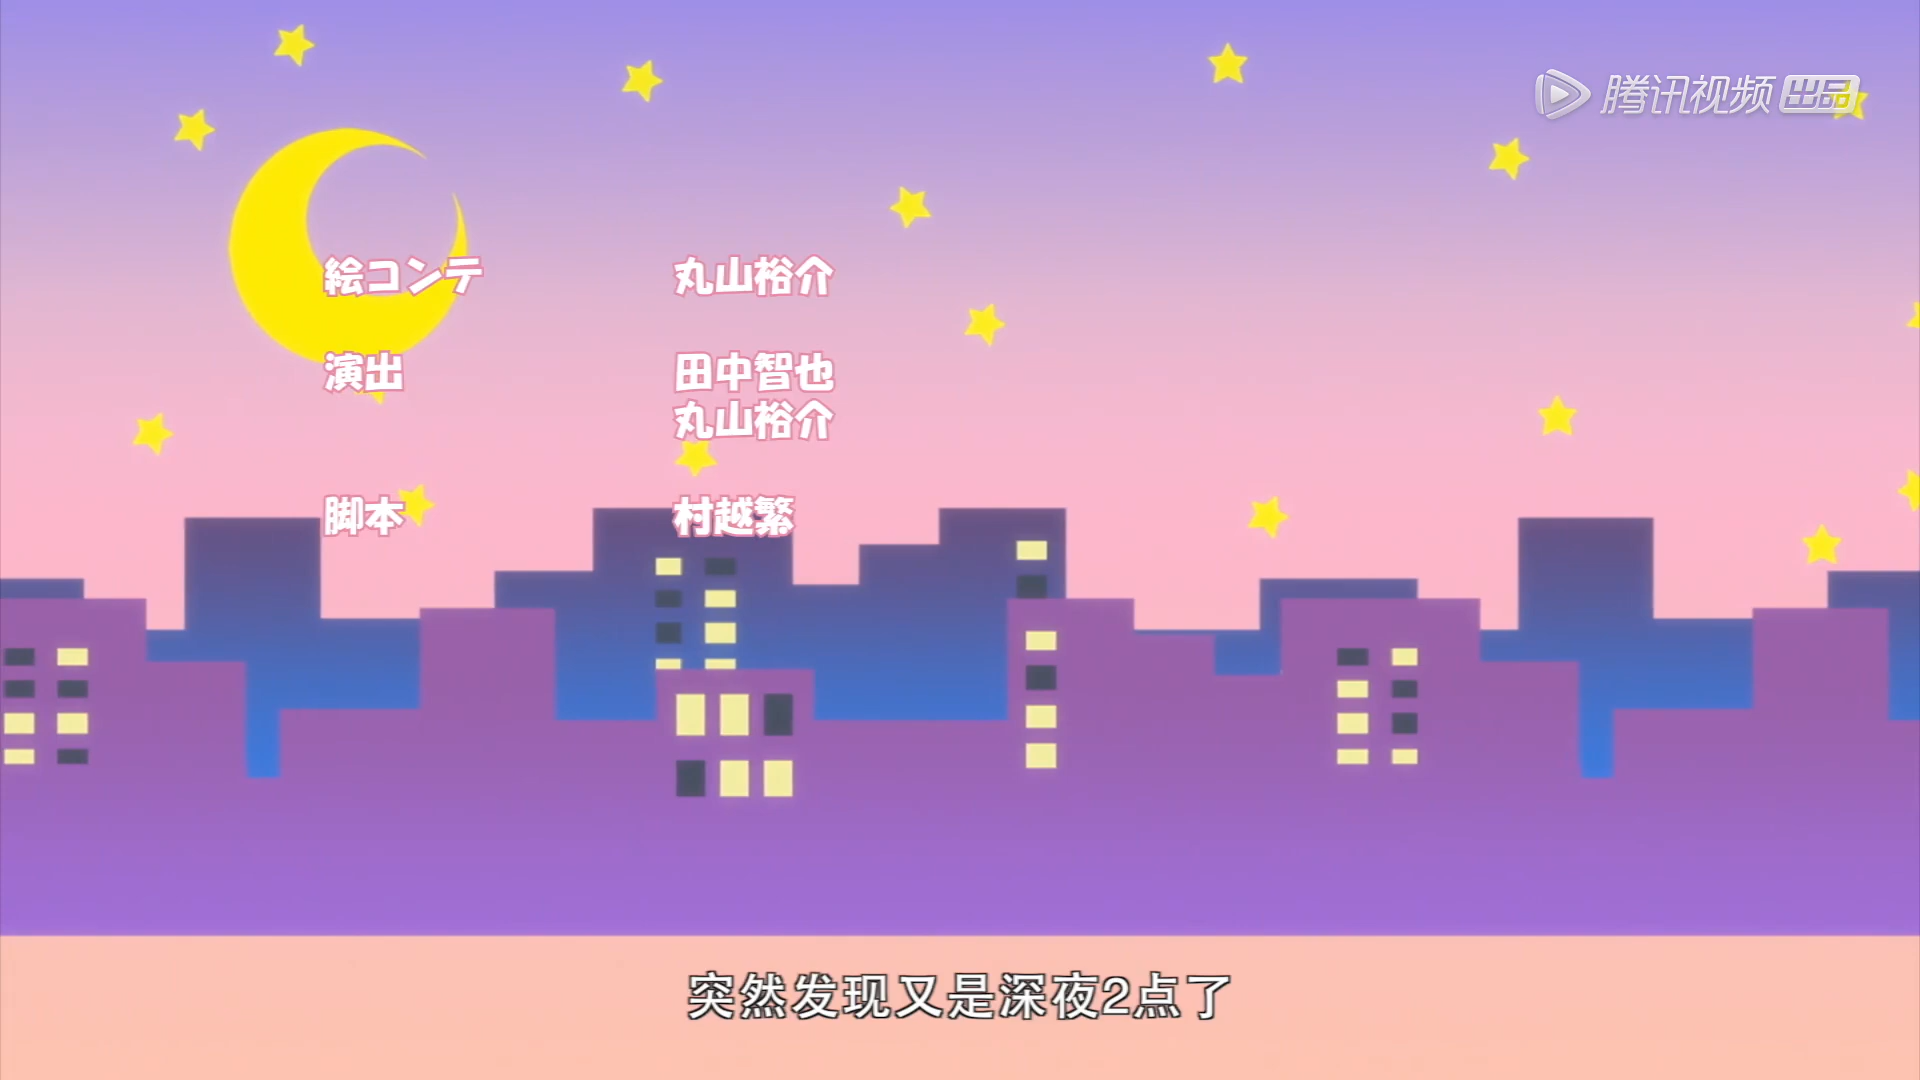 腾讯视频 出品
絵コンテ 丸山裕介
演出 田中智也
丸山裕介
脚本 村越繁
突然发现又是深夜2点了